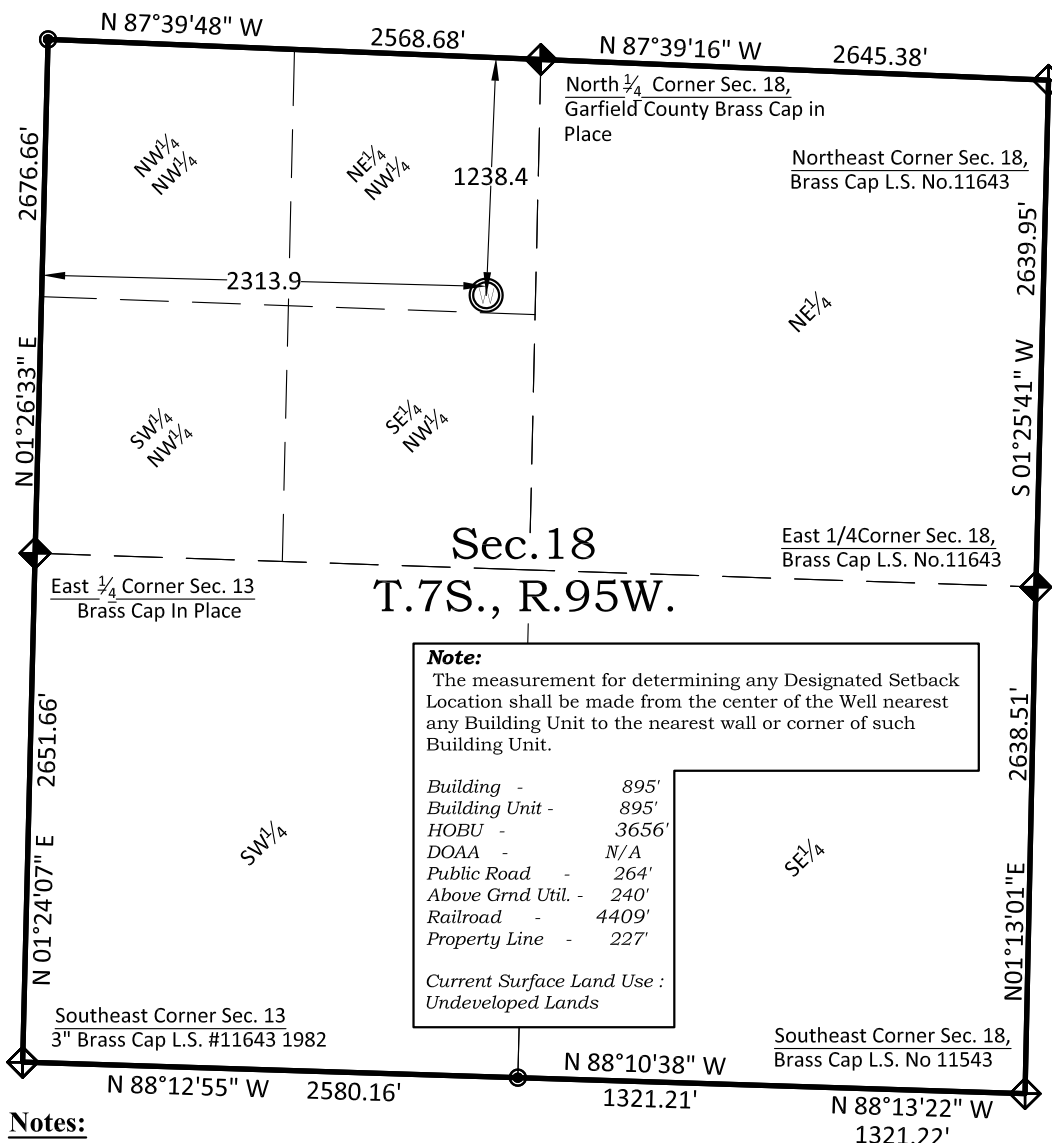 N 87°39'48" W
2568.68'
N 87°39'16" W
2645.38'
North 1/4 Corner Sec. 18,
Garfield County Brass Cap in
Place
Northeast Corner Sec. 18,
Brass Cap L.S. No.11643
2676.66'
NW1/4
NW1/4
NE1/4
NW1/4
1238.4
2639.95'
2313.9
W
NE1/4
N 01°26'33" E
SW1/4
NW1/4
SE1/4
NW1/4
S 01°25'41" W
Sec.18
T.7S., R.95W.
East 1/4Corner Sec. 18,
Brass Cap L.S. No.11643
East 1/4 Corner Sec. 13
Brass Cap In Place
Note:
The measurement for determining any Designated Setback
Location shall be made from the center of the Well nearest
any Building Unit to the nearest wall or corner of such
Building Unit.
Building - 895'
Building Unit - 895'
HOBU - 3656'
DOAA - N/A
Public Road - 264'
Above Grnd Util. - 240'
Railroad - 4409'
Property Line - 227'
Current Surface Land Use :
Undeveloped Lands
2651.66'
2638.51'
SW1/4
SE1/4
N 01°24'07" E
N01°13'01"E
Southeast Corner Sec. 13
3" Brass Cap L.S. #11643 1982
Southeast Corner Sec. 18,
Brass Cap L.S. No 11543
N 88°12'55" W
2580.16'
N 88°10'38" W
1321.21'
N 88°13'22" W
1321.22'
Notes: